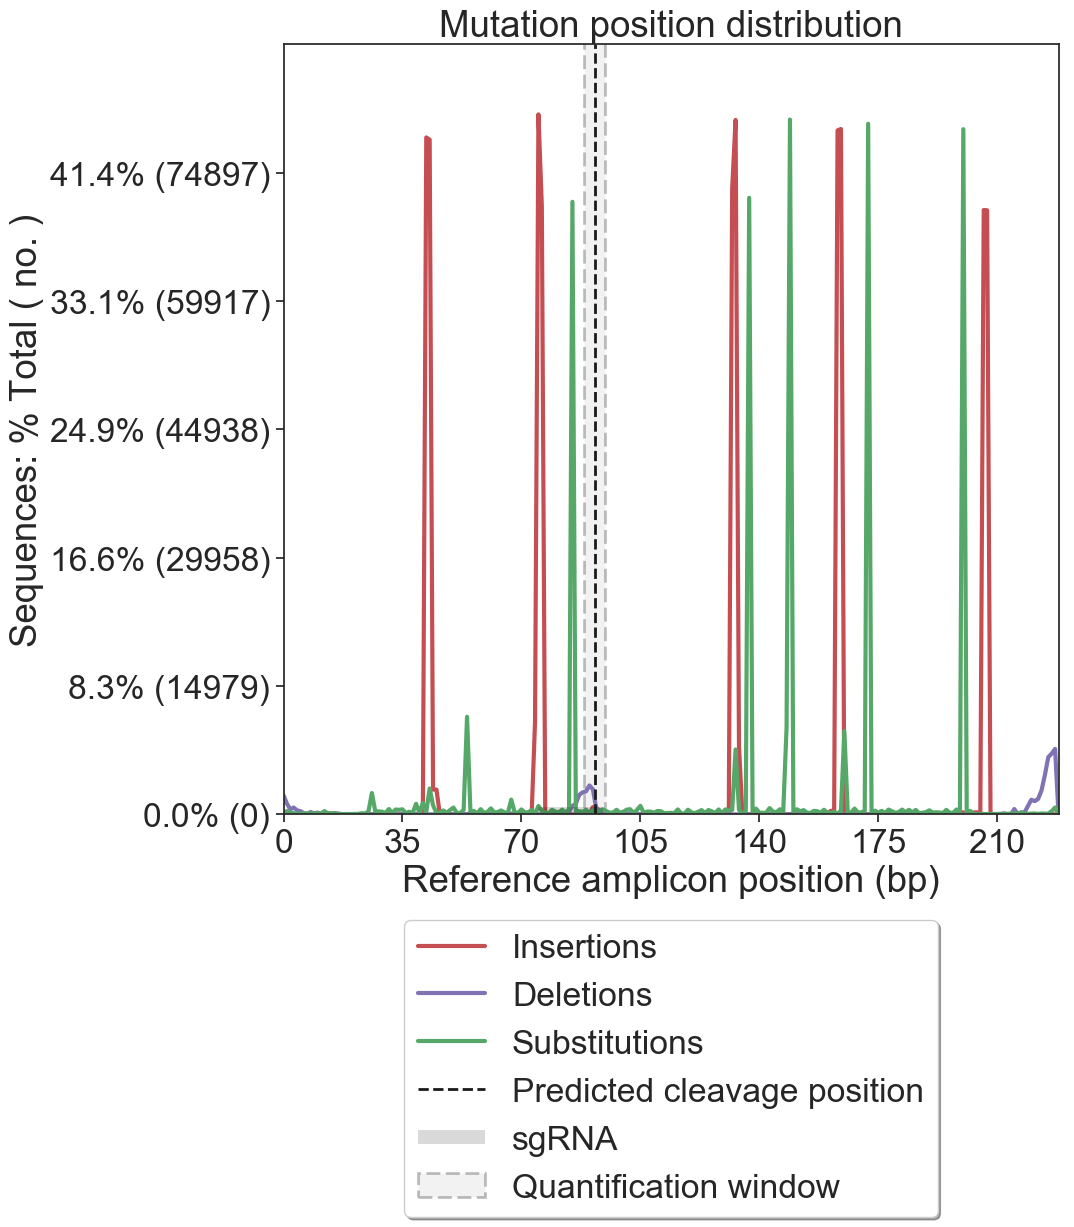 Mutation position distribution
Sequences: % Total ( no. )
41.4% (74897)
33.1% (59917)
24.9% (44938)
16.6% (29958)
8.3% (14979)
0.0% (0)
0 35 70 105 140 175 210
Reference amplicon position (bp)
Insertions
Deletions
Substitutions
Predicted cleavage position
sgRNA
Quantification window